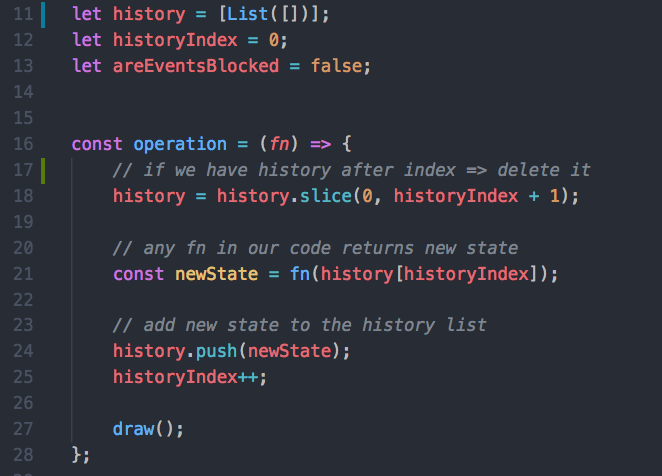 11 let history = [List([])];
12 let historyIndex = 0;
13 let areEventsBlocked = false;
14
15
16 const operation = (fn) => {
17     // if we have history after index => delete it
18     history = history.slice(0, historyIndex + 1);
19
20     // any fn in our code returns new state
21     const newState = fn(history[historyIndex]);
22
23     // add new state to the history list
24     history.push(newState);
25     historyIndex++;
26
27     draw();
28 };